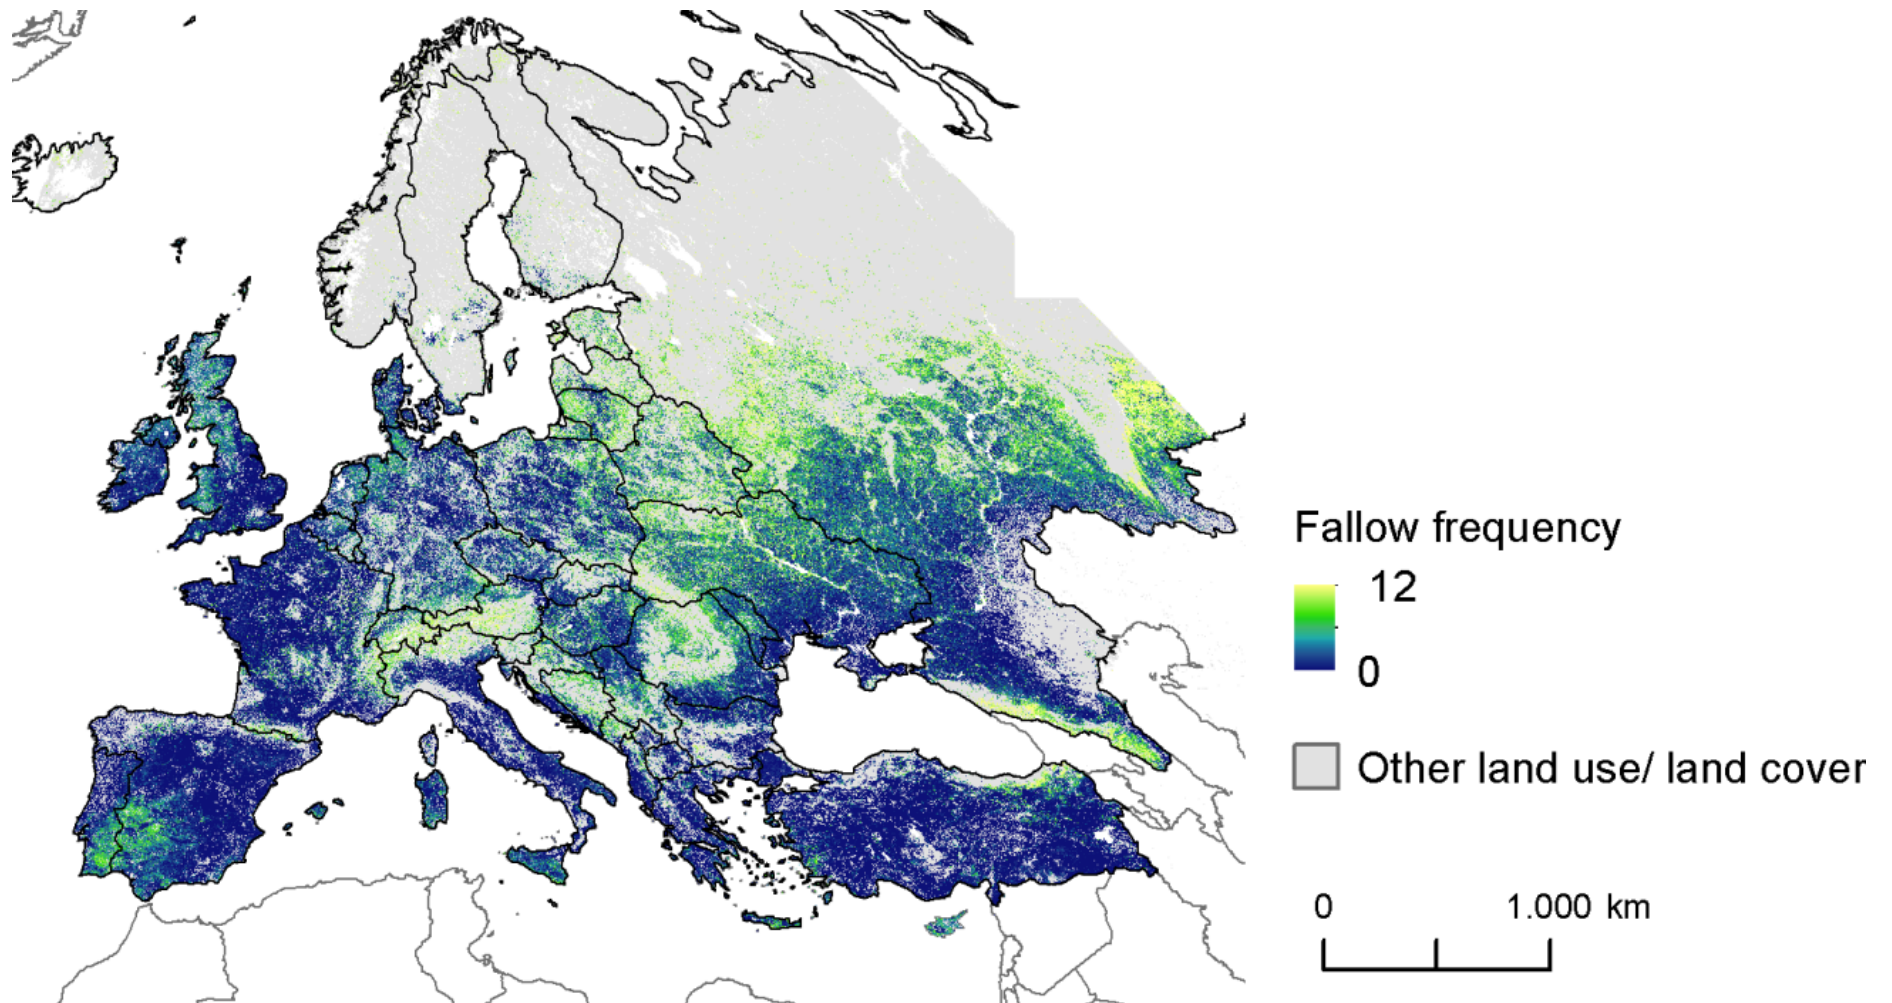 Fallow frequency
12
0
Other land use/ land cover
0 1.000 km